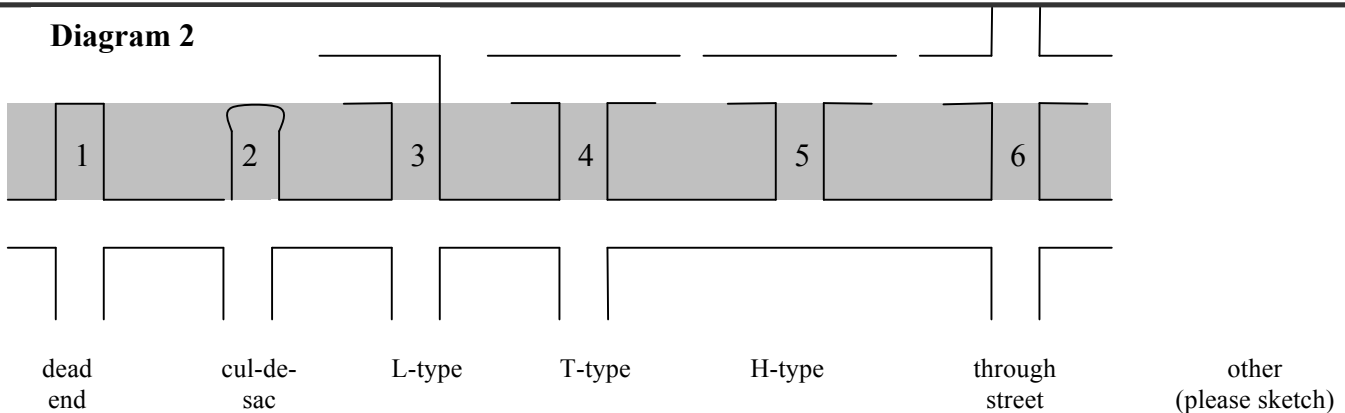 Diagram 2
1 2 3 4 5 6
dead cul-de- L-type T-type H-type through other
end sac street (please sketch)